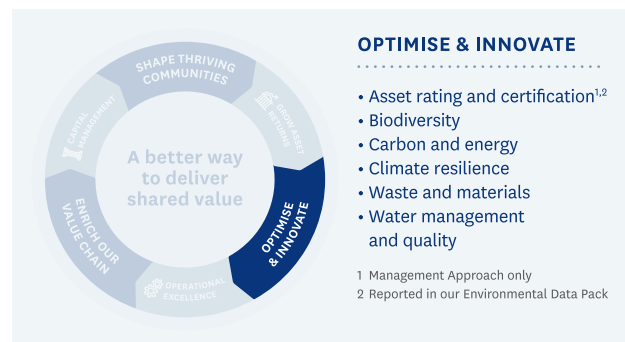 SHAPE THRIVING
COMMUNITIES
GROW ASSET
RETURNS
OPTIMISE
& INNOVATE
OPERATIONAL
EXCELLENCE
ENRICH OUR
VALUE CHAIN
CAPITAL
MANAGEMENT
A better way
to deliver
shared value
OPTIMISE & INNOVATE
• Asset rating and certification1,2
• Biodiversity
• Carbon and energy
• Climate resilience
• Waste and materials
• Water management
and quality
1 Management Approach only
2 Reported in our Environmental Data Pack